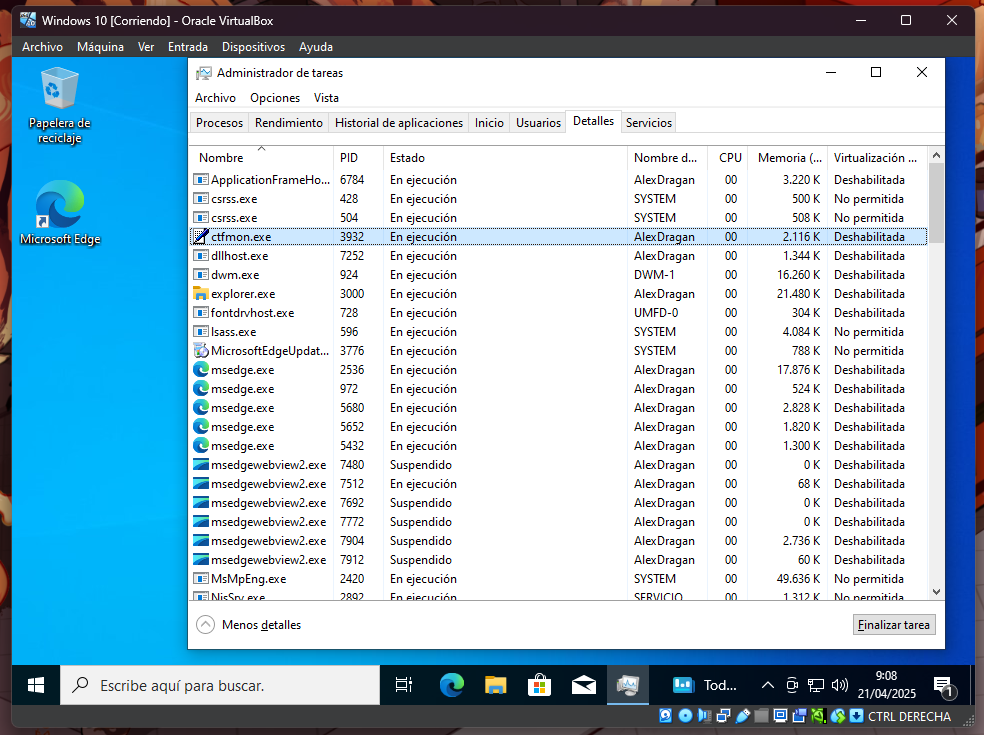 Windows 10 [Corriendo] - Oracle VirtualBox
Archivo Máquina Ver Entrada Dispositivos Ayuda
Papelera de
reciclaje
Microsoft Edge
Administrador de tareas
Archivo Opciones Vista
Procesos Rendimiento Historial de aplicaciones Inicio Usuarios Detalles Servicios
Nombre PID Estado Nombre d... CPU Memoria (... Virtualización ...
ApplicationFrameHo... 6784 En ejecución AlexDragan 00 3.220 K Deshabilitada
csrss.exe 428 En ejecución SYSTEM 00 500 K No permitida
csrss.exe 504 En ejecución SYSTEM 00 508 K No permitida
ctfmon.exe 3932 En ejecución AlexDragan 00 2.116 K Deshabilitada
dllhost.exe 7252 En ejecución AlexDragan 00 1.344 K Deshabilitada
dwm.exe 924 En ejecución DWM-1 00 16.260 K Deshabilitada
explorer.exe 3000 En ejecución AlexDragan 00 21.480 K Deshabilitada
fontdrvhost.exe 728 En ejecución UMFD-0 00 304 K Deshabilitada
lsass.exe 596 En ejecución SYSTEM 00 4.084 K No permitida
MicrosoftEdgeUpdat... 3776 En ejecución SYSTEM 00 788 K No permitida
msedge.exe 2536 En ejecución AlexDragan 00 17.876 K Deshabilitada
msedge.exe 972 En ejecución AlexDragan 00 524 K Deshabilitada
msedge.exe 5680 En ejecución AlexDragan 00 2.828 K Deshabilitada
msedge.exe 5652 En ejecución AlexDragan 00 1.820 K Deshabilitada
msedge.exe 5432 En ejecución AlexDragan 00 1.300 K Deshabilitada
msedgewebview2.exe 7480 Suspendido AlexDragan 00 0 K Deshabilitada
msedgewebview2.exe 7512 En ejecución AlexDragan 00 68 K Deshabilitada
msedgewebview2.exe 7692 Suspendido AlexDragan 00 0 K Deshabilitada
msedgewebview2.exe 7772 Suspendido AlexDragan 00 0 K Deshabilitada
msedgewebview2.exe 7904 Suspendido AlexDragan 00 2.736 K Deshabilitada
msedgewebview2.exe 7912 Suspendido AlexDragan 00 60 K Deshabilitada
MsMpEng.exe 2420 En ejecución SYSTEM 00 49.636 K No permitida
NisSrv.exe 2892 En ejecución SERVICIO 00 1.312 K No permitida
Menos detalles Finalizar tarea
Escribe aquí para buscar. Tod... 9:08
21/04/2025 1
CTRL DERECHA